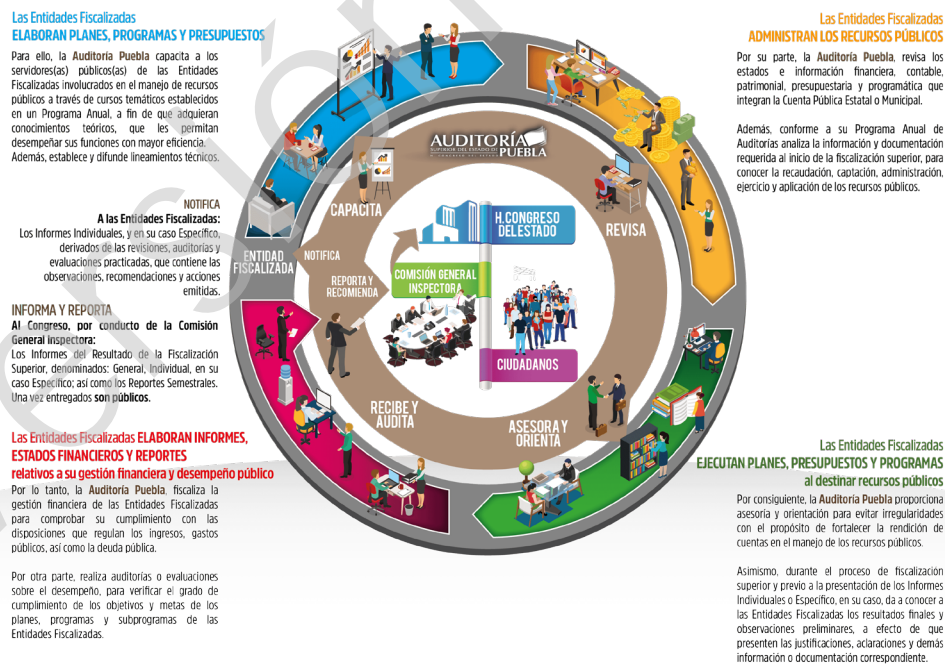 Las Entidades Fiscalizadas
ELABORAN PLANES, PROGRAMAS Y PRESUPUESTOS
Para ello, la Auditoría Puebla capacita a los
servidores(as) públicos(as) de las Entidades
Fiscalizadas involucrados en el manejo de recursos
públicos a través de cursos temáticos establecidos
en un Programa Anual, a fin de que adquieran
conocimientos teóricos, que les permitan
desempeñar sus funciones con mayor eficiencia.
Además, establece y difunde lineamientos técnicos.
NOTIFICA
A las Entidades Fiscalizadas:
Los Informes Individuales, y en su caso Específico,
derivados de las revisiones, auditorías y
evaluaciones practicadas, que contiene las
observaciones, recomendaciones y acciones
emitidas.
INFORMA Y REPORTA
Al Congreso, por conducto de la Comisión
General Inspectora:
Los Informes del Resultado de la Fiscalización
Superior, denominados: General, Individual, en su
caso Específico; así como los Reportes Semestrales.
Una vez entregados son públicos.
Las Entidades Fiscalizadas ELABORAN INFORMES,
ESTADOS FINANCIEROS Y REPORTES
relativos a su gestión financiera y desempeño público
Por lo tanto, la Auditoría Puebla, fiscaliza la
gestión financiera de las Entidades Fiscalizadas
para comprobar su cumplimiento con las
disposiciones que regulan los ingresos, gastos
públicos, así como la deuda pública.
Por otra parte, realiza auditorías o evaluaciones
sobre el desempeño, para verificar el grado de
cumplimiento de los objetivos y metas de los
planes, programas y subprogramas de las
Entidades Fiscalizadas.
AUDITORÍA
SUPERIOR DEL ESTADO DE
PUEBLA
CAPACITA
REVISA
H. CONGRESO
DEL ESTADO
ENTIDAD
FISCALIZADA
NOTIFICA
REPORTA Y
RECOMIENDA
COMISIÓN GENERAL
INSPECTORA
CIUDADANOS
RECIBE Y
AUDITA
ASESORA Y
ORIENTA
Las Entidades Fiscalizadas
ADMINISTRAN LOS RECURSOS PÚBLICOS
Por su parte, la Auditoría Puebla, revisa los
estados e información financiera, contable,
patrimonial, presupuestaria y programática que
integran la Cuenta Pública Estatal o Municipal.
Además, conforme a su Programa Anual de
Auditorías analiza la información y documentación
requerida al inicio de la fiscalización superior, para
conocer la recaudación, captación, administración,
ejercicio y aplicación de los recursos públicos.
Las Entidades Fiscalizadas
EJECUTAN PLANES, PRESUPUESTOS Y PROGRAMAS
al destinar recursos públicos
Por consiguiente, la Auditoría Puebla proporciona
asesoría y orientación para evitar irregularidades
con el propósito de fortalecer la rendición de
cuentas en el manejo de los recursos públicos.
Asimismo, durante el proceso de fiscalización
superior y previo a la presentación de los Informes
Individuales o Específico, en su caso, da a conocer a
las Entidades Fiscalizadas los resultados finales y
observaciones preliminares, a efecto de que
presenten las justificaciones, aclaraciones y demás
información o documentación correspondiente.